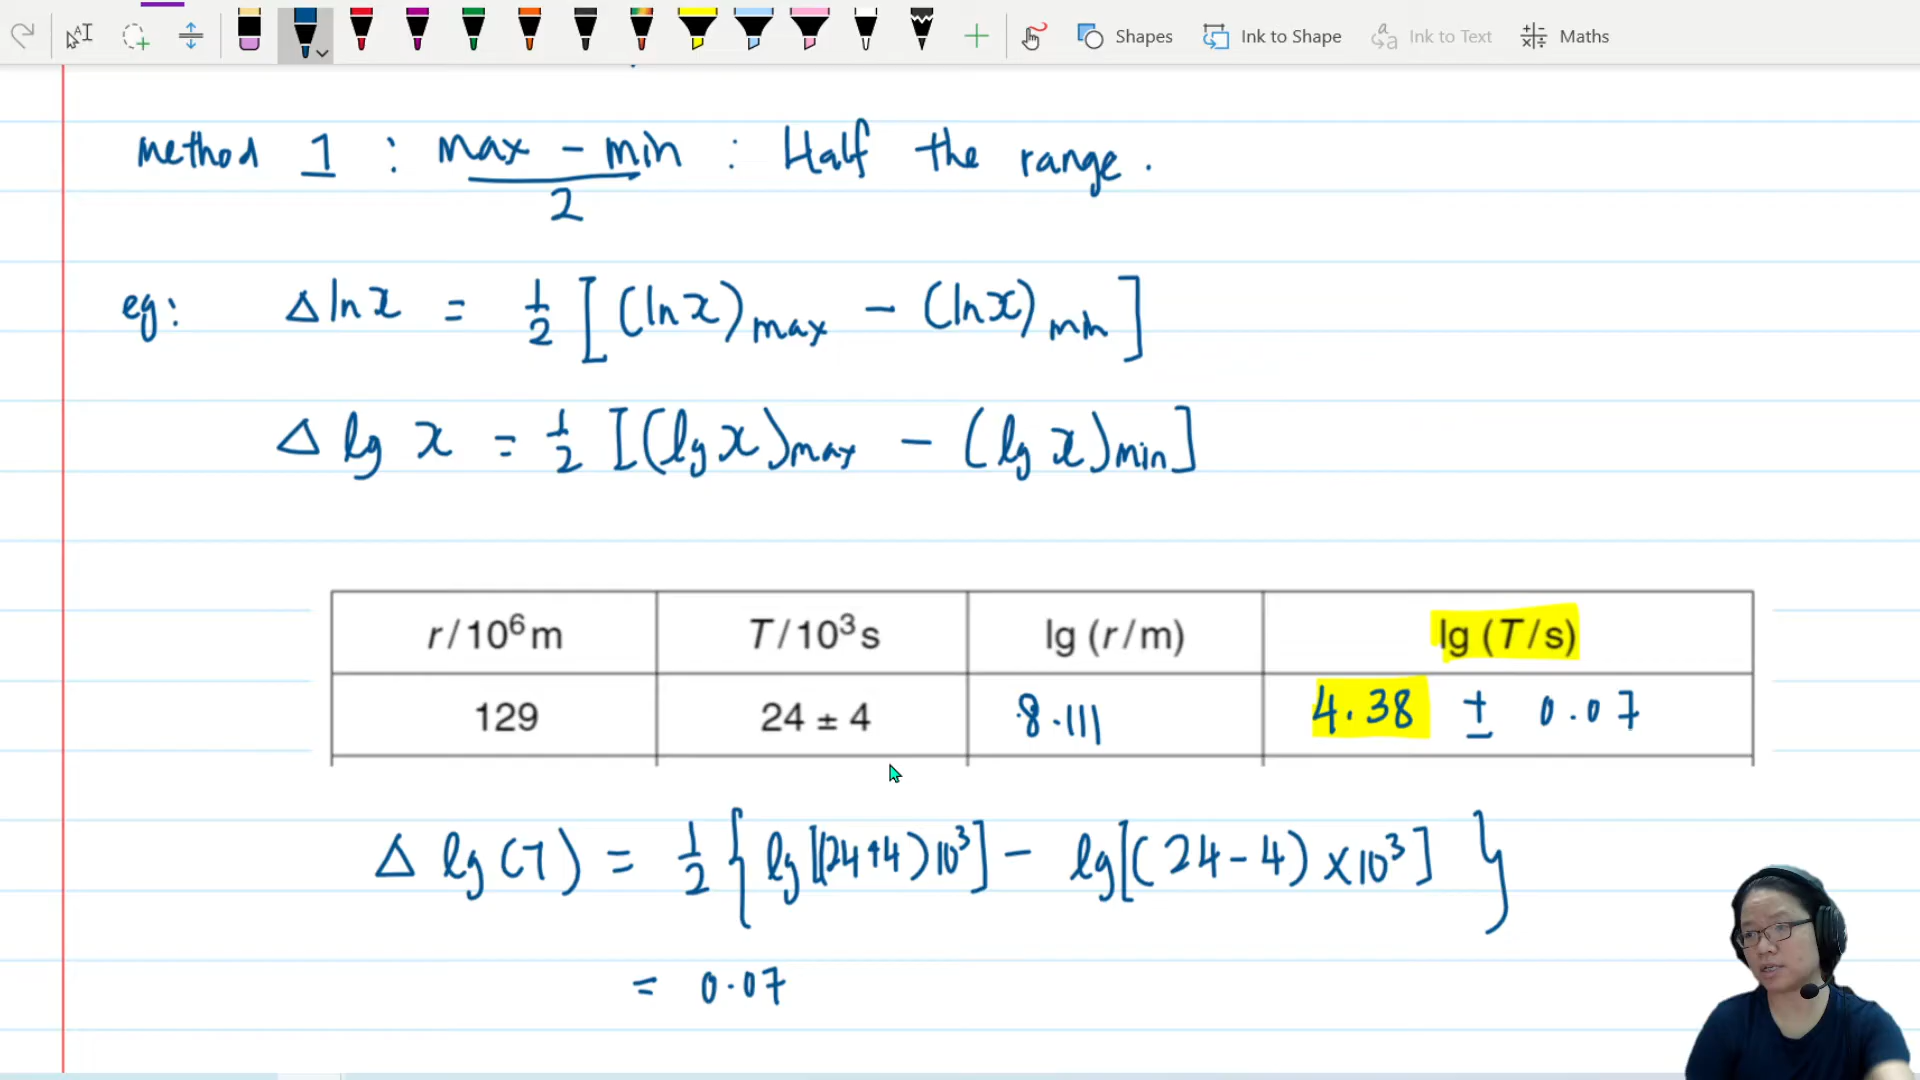 Shapes Ink to Shape Ink to Text Maths
Method 1 : max - min / 2 : Half the range .
eg: Δ ln x = 1/2 [ (ln x)max - (ln x)min ]
Δ lg x = 1/2 [ (lg x)max - (lg x)min ]
r / 10⁶ m T / 10³ s lg (r / m) lg (T / s)
129 24 ± 4 8.111 4.38 ± 0.07
Δ lg (T) = 1/2 { lg [(24+4) 10³] - lg [( 24 - 4) × 10³ ] }
= 0.07